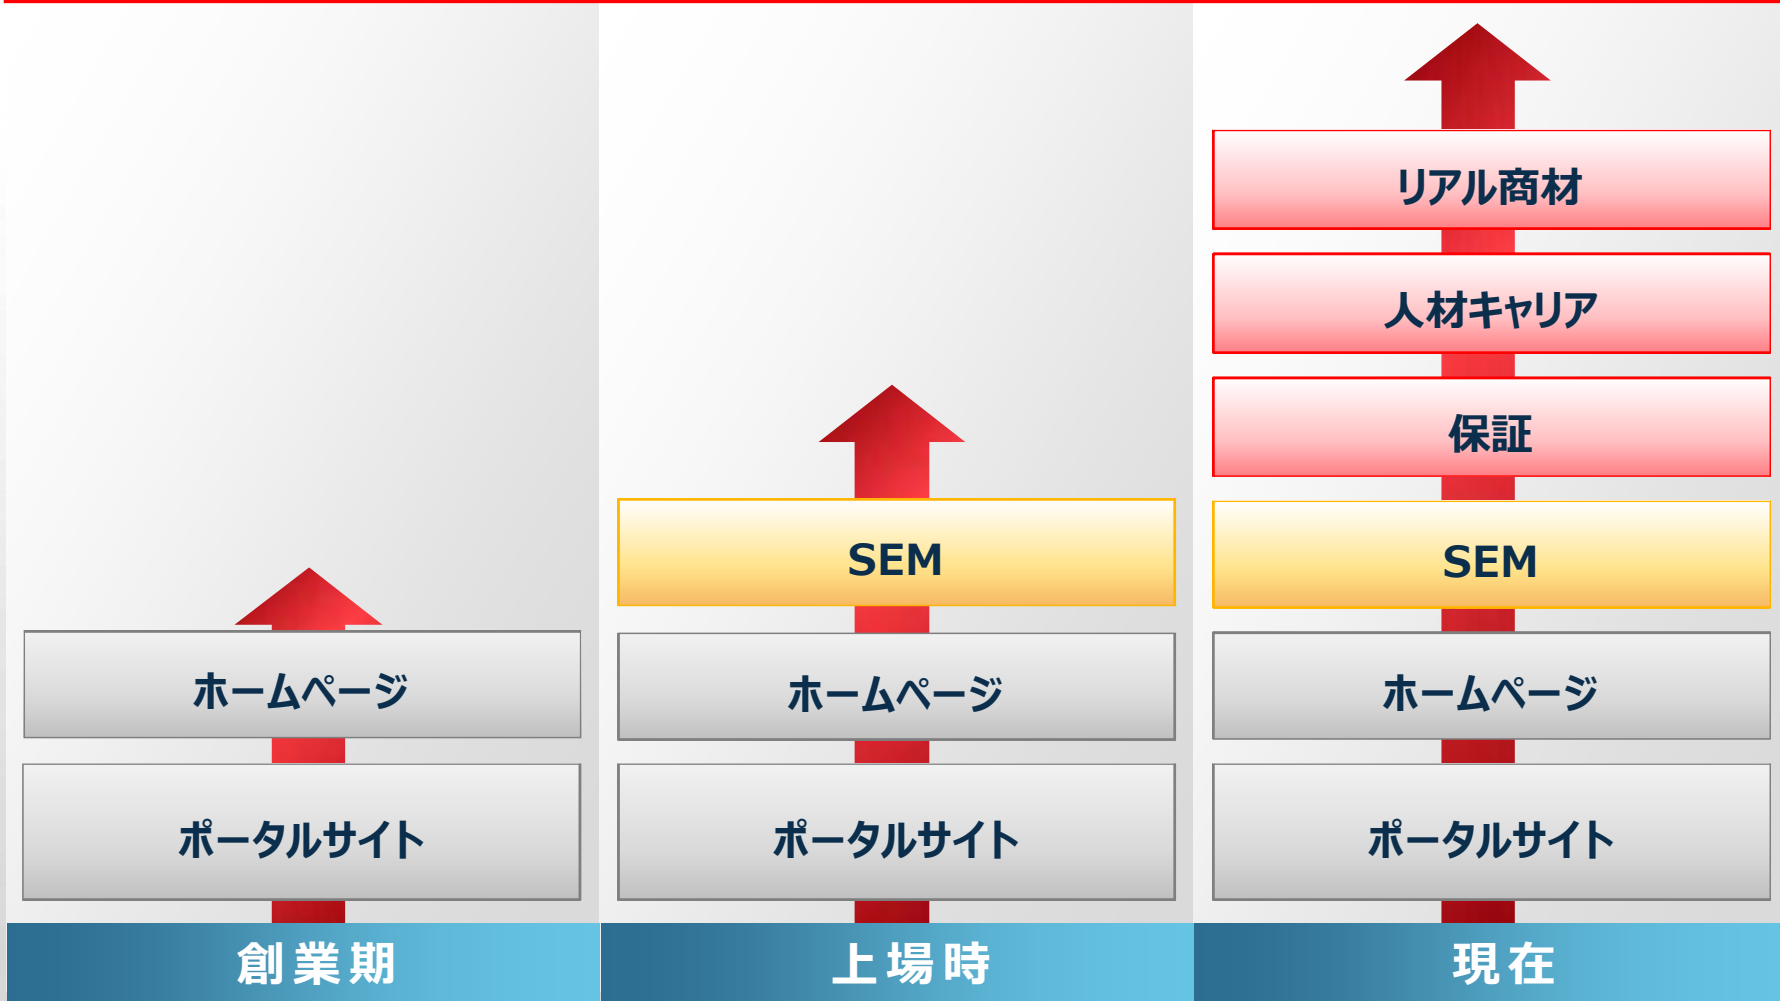 ホームページ
ポータルサイト
創業期
SEM
ホームページ
ポータルサイト
上場時
リアル商材
人材キャリア
保証
SEM
ホームページ
ポータルサイト
現在